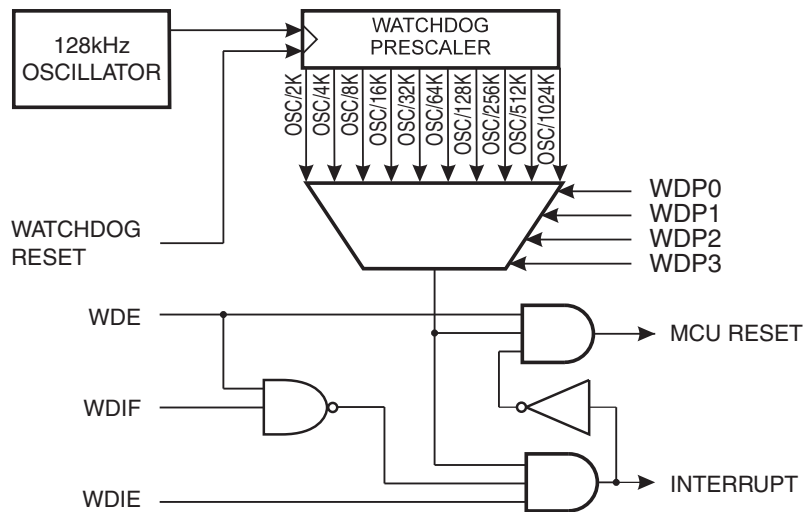 128kHz
OSCILLATOR
WATCHDOG
PRESCALER
OSC/2K
OSC/4K
OSC/8K
OSC/16K
OSC/32K
OSC/64K
OSC/128K
OSC/256K
OSC/512K
OSC/1024K
WATCHDOG
RESET
WDP0
WDP1
WDP2
WDP3
WDE
MCU RESET
WDIF
WDIE
INTERRUPT